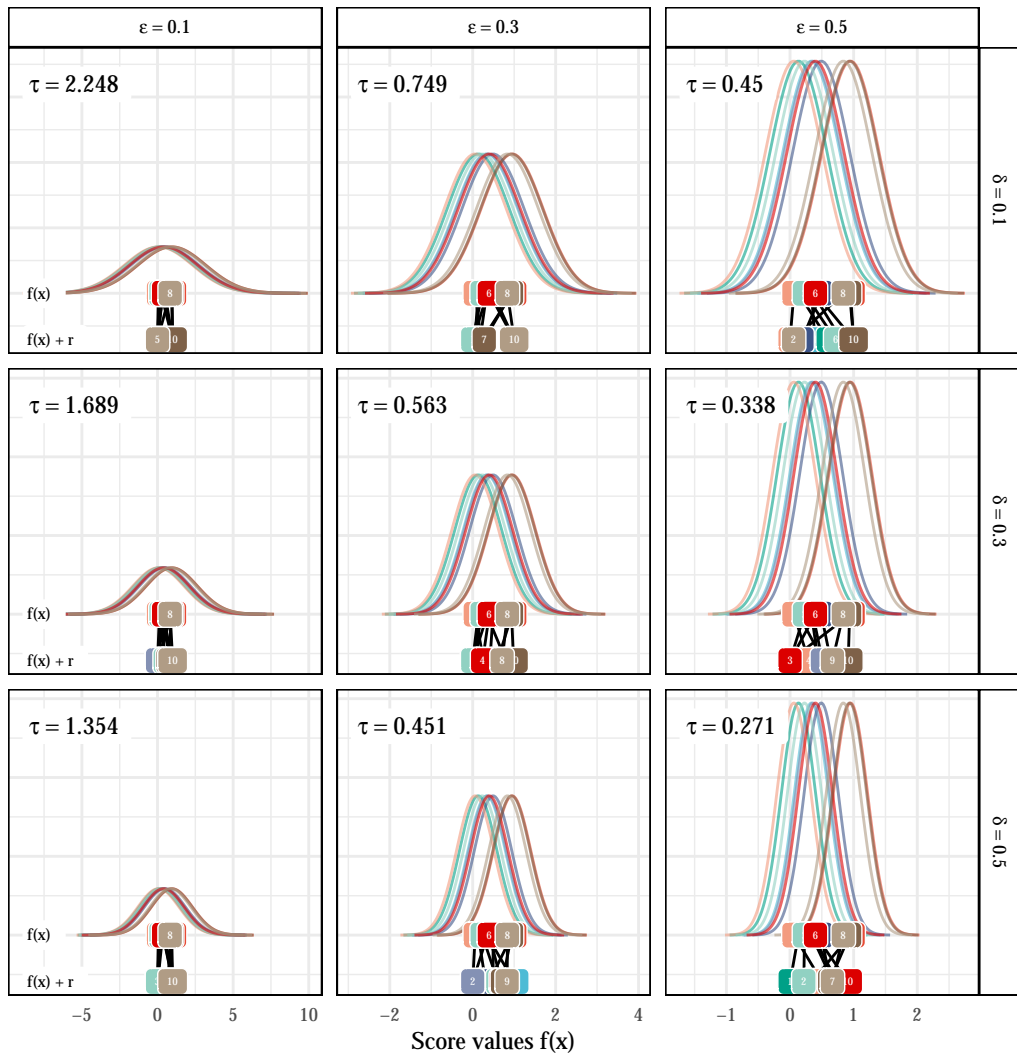 ε = 0.1
ε = 0.3
ε = 0.5
τ = 2.248
τ = 0.749
τ = 0.45
δ = 0.1
f(x)
8
6
8
6
8
f(x) + r
5
7
10
2
6
10
τ = 1.689
τ = 0.563
τ = 0.338
δ = 0.3
f(x)
8
6
8
6
8
f(x) + r
10
4
8
3
9
10
τ = 1.354
τ = 0.451
τ = 0.271
δ = 0.5
f(x)
8
6
8
6
8
f(x) + r
10
2
9
2
7
−5 0 5 10
−2 0 2 4
−1 0 1 2
Score values f(x)